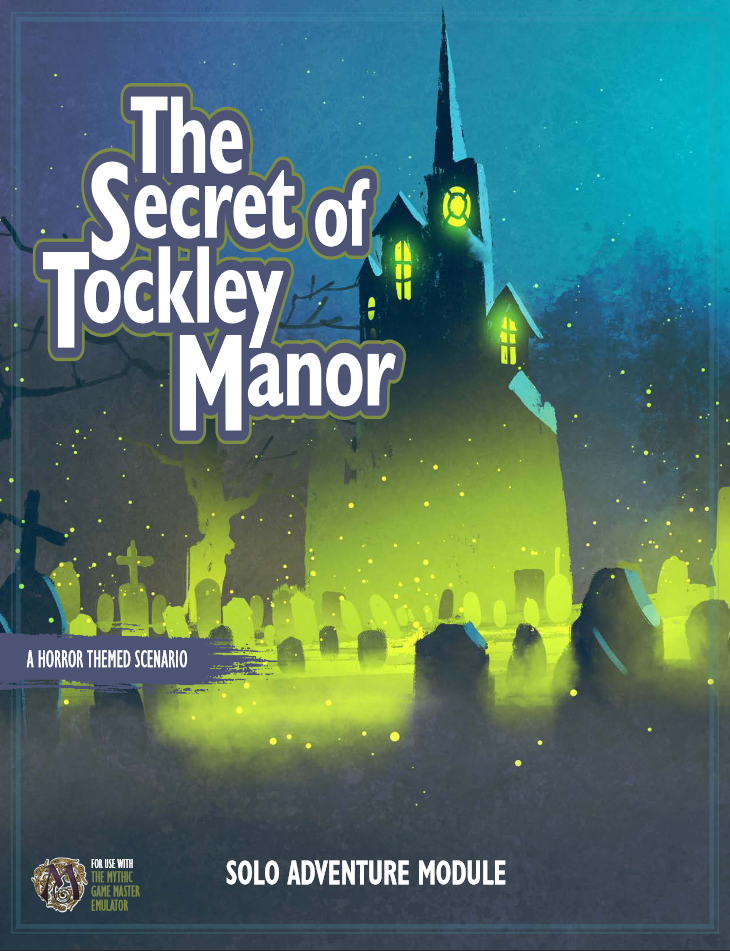 The
Secret of
Tockley
Manor
A HORROR THEMED SCENARIO
FOR USE WITH
THE MYTHIC
GAME MASTER
EMULATOR
SOLO ADVENTURE MODULE